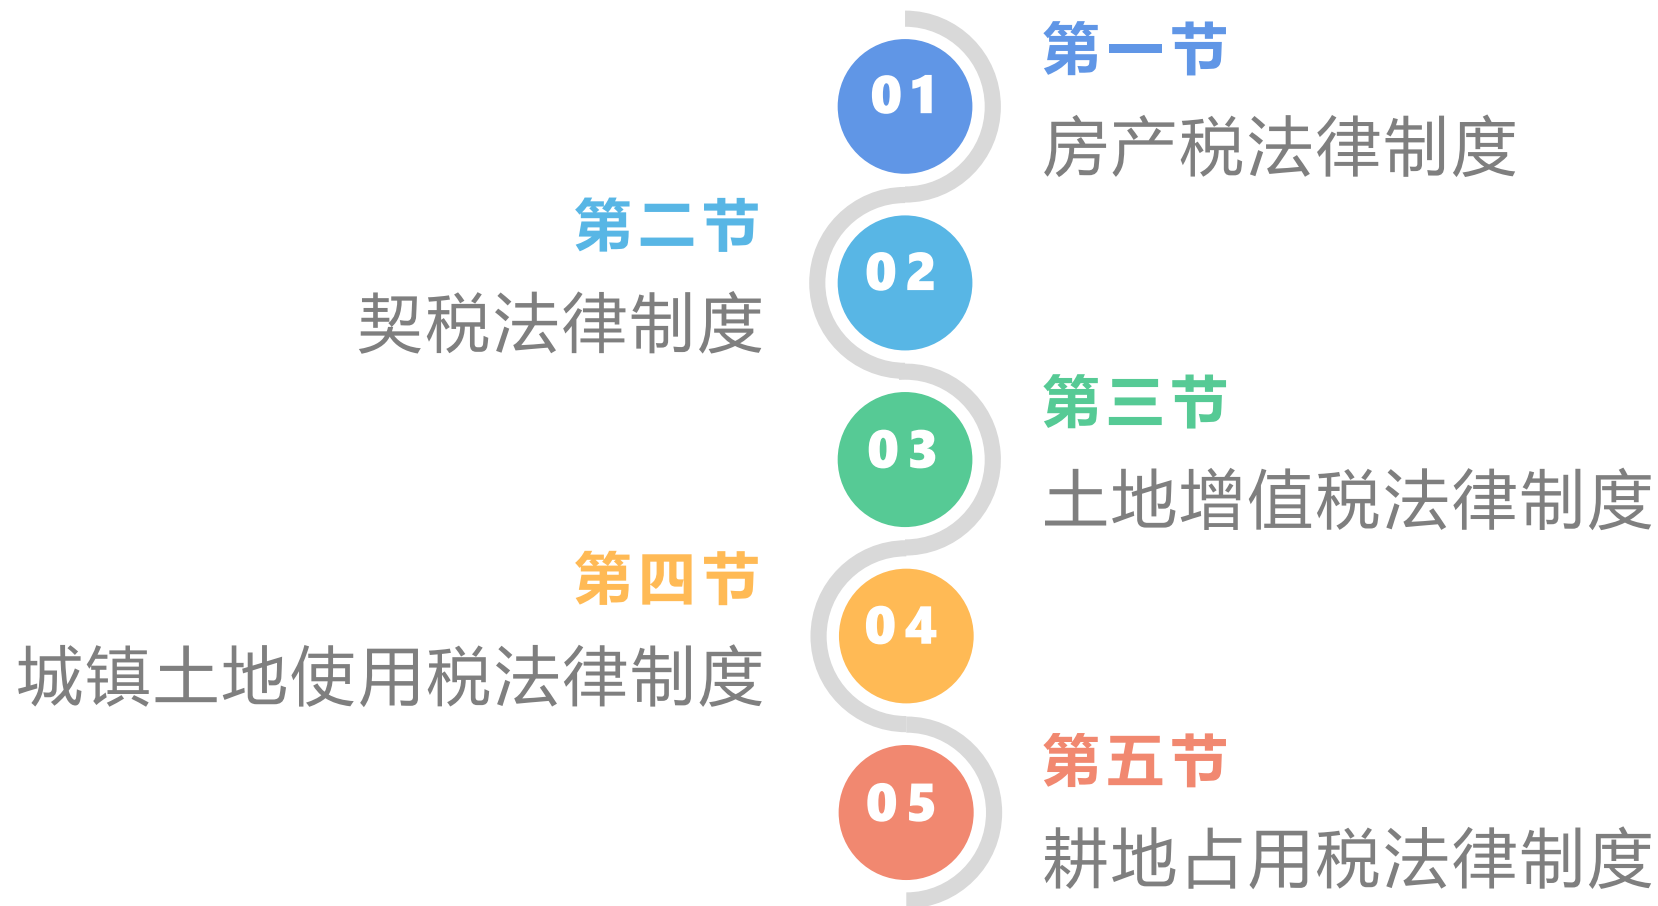 01
第一节
房产税法律制度
02
第二节
契税法律制度
03
第三节
土地增值税法律制度
04
第四节
城镇土地使用税法律制度
05
第五节
耕地占用税法律制度